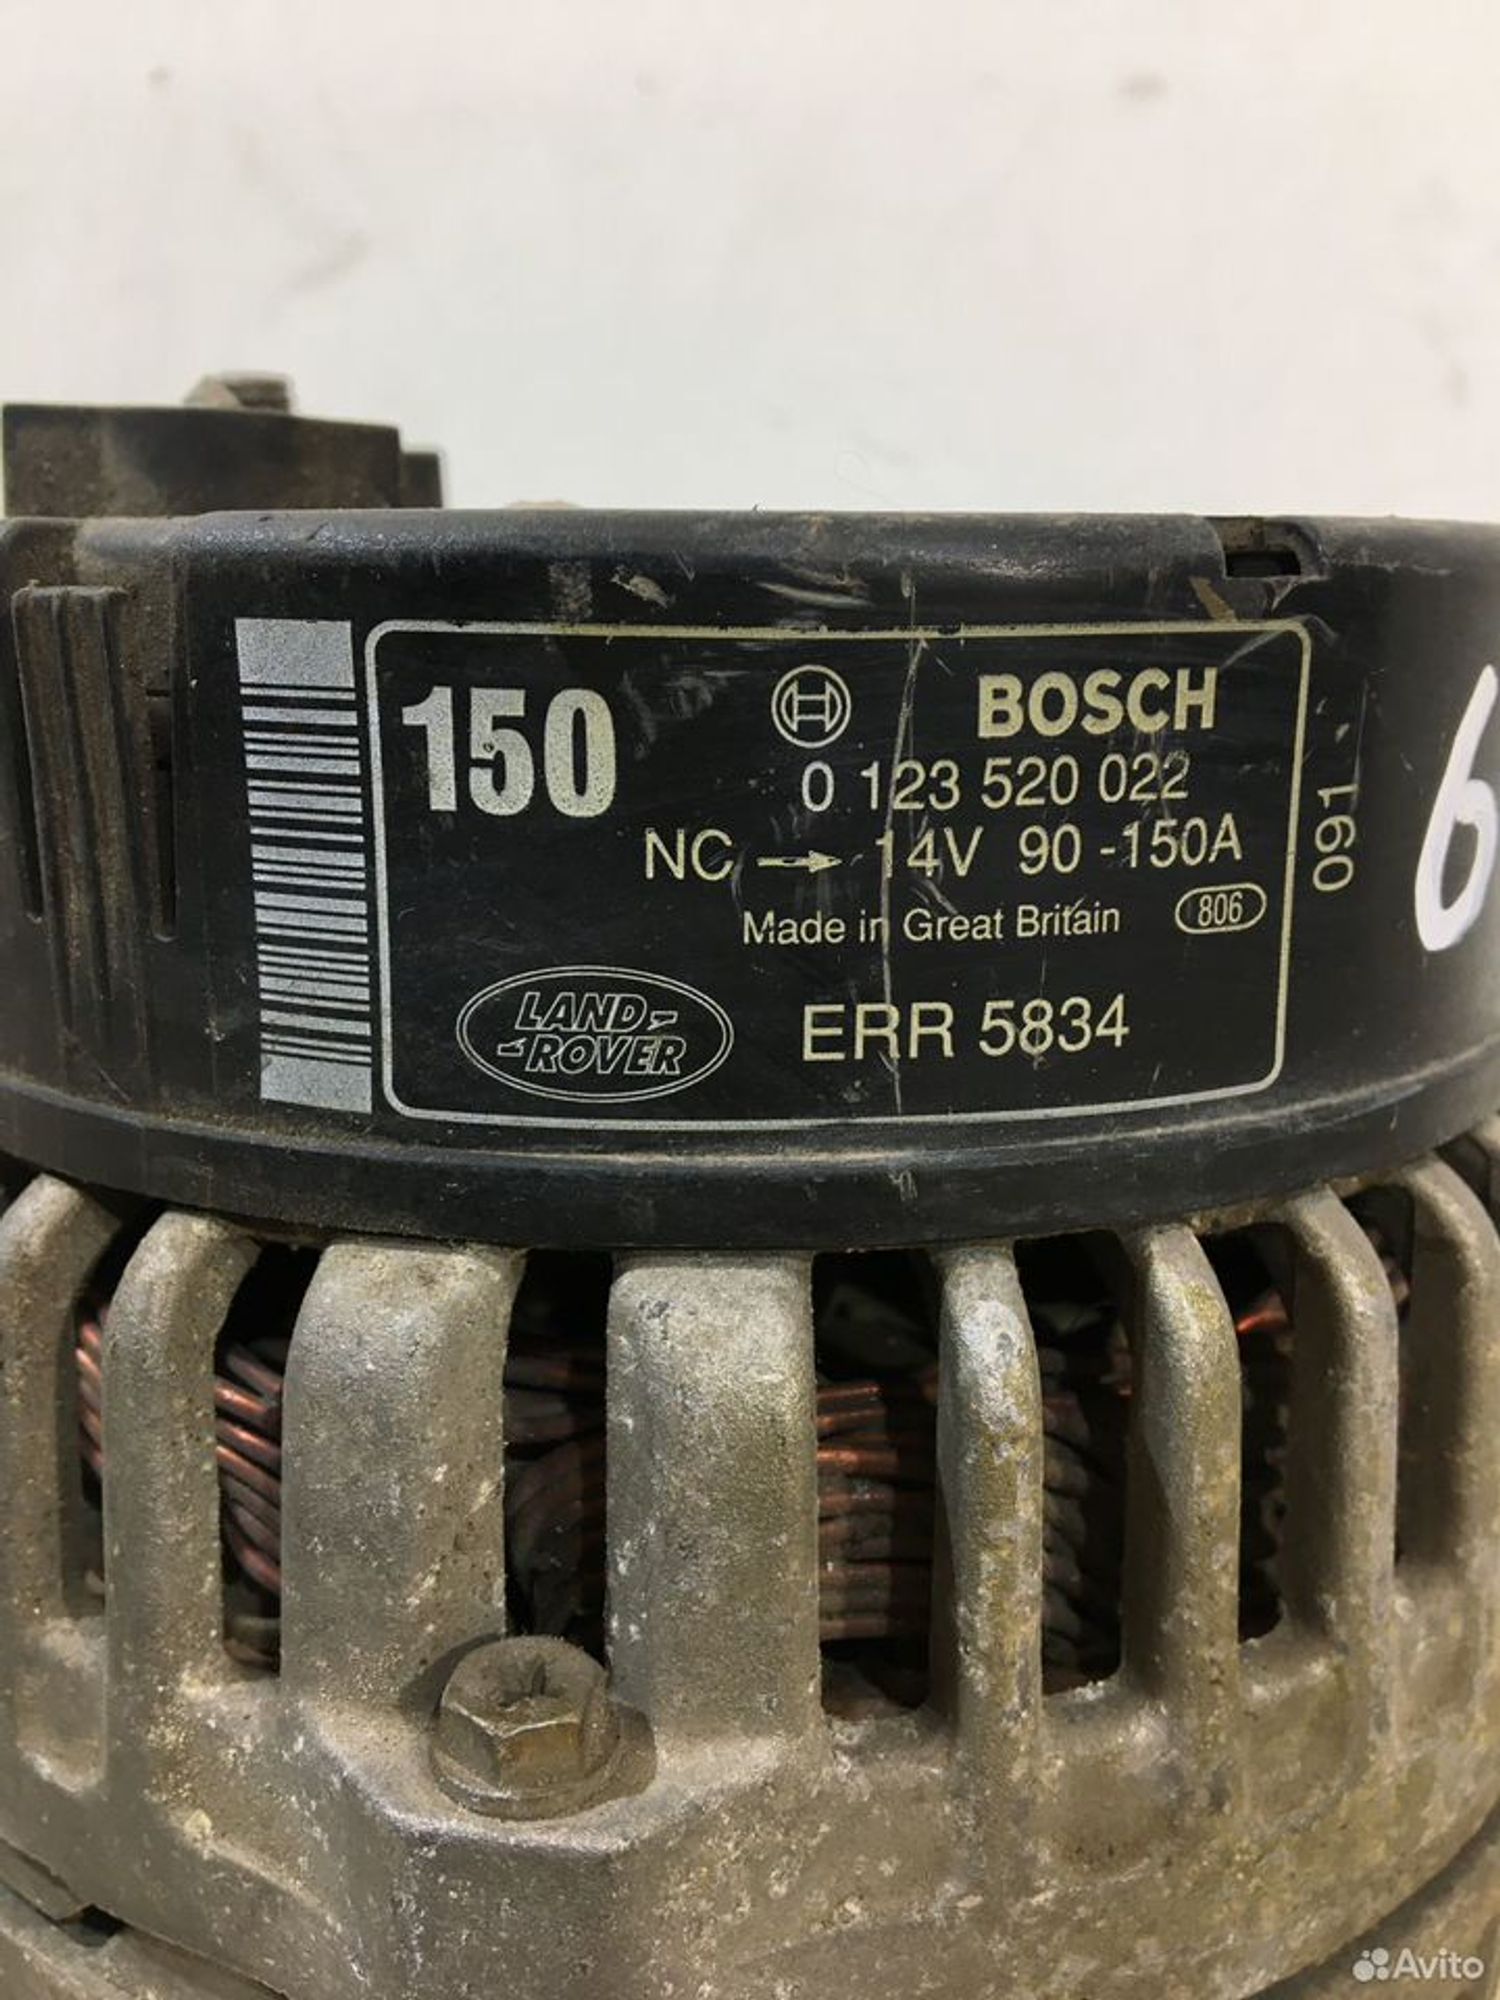 150
BOSCH
0 123 520 022
NC 14V 90 -150A
Made in Great Britain 806
LAND-
-ROVER
ERR 5834
091
6
Avito